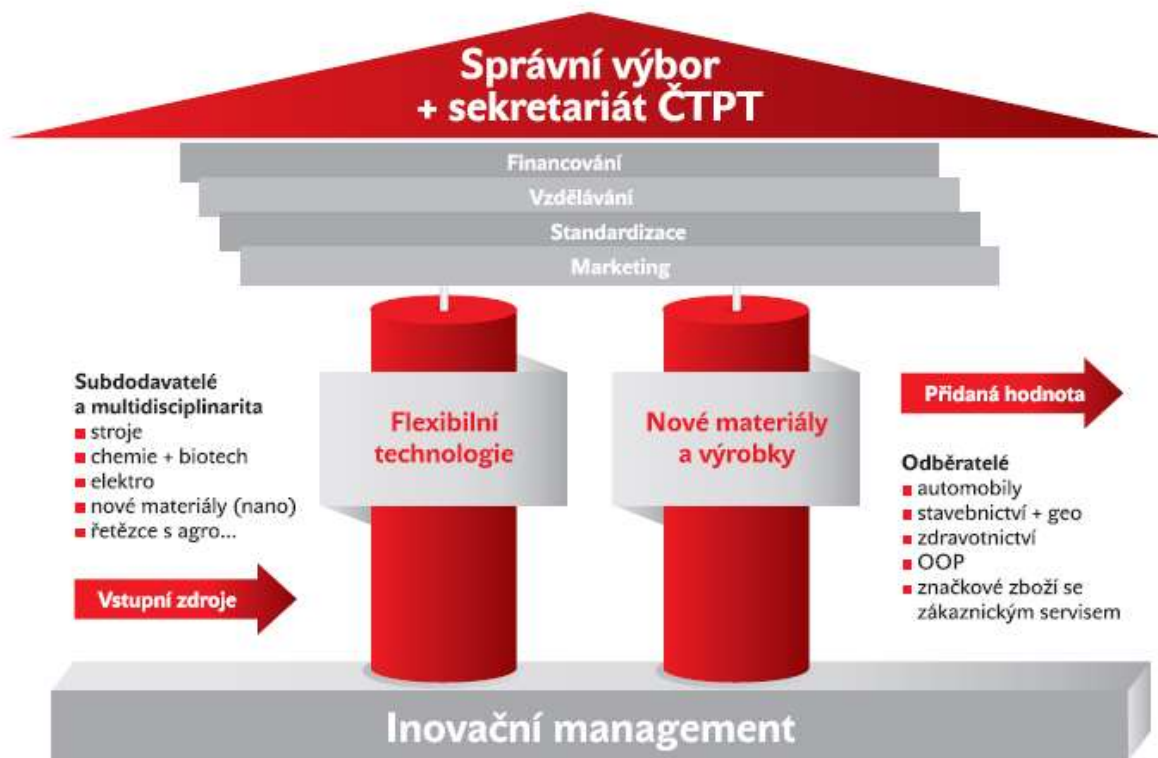 Správní výbor
+ sekretariát ČTPT
Financování
Vzdělávání
Standardizace
Marketing
Subdodavatelé
a multidisciplinarita
stroje
chemie + biotech
elektro
nové materiály (nano)
řetězce s agro...
Vstupní zdroje
Flexibilní
technologie
Nové materiály
a výrobky
Přidaná hodnota
Odběratelé
automobily
stavebnictví + geo
zdravotnictví
OOP
značkové zboží se
zákaznickým servisem
Inovační management